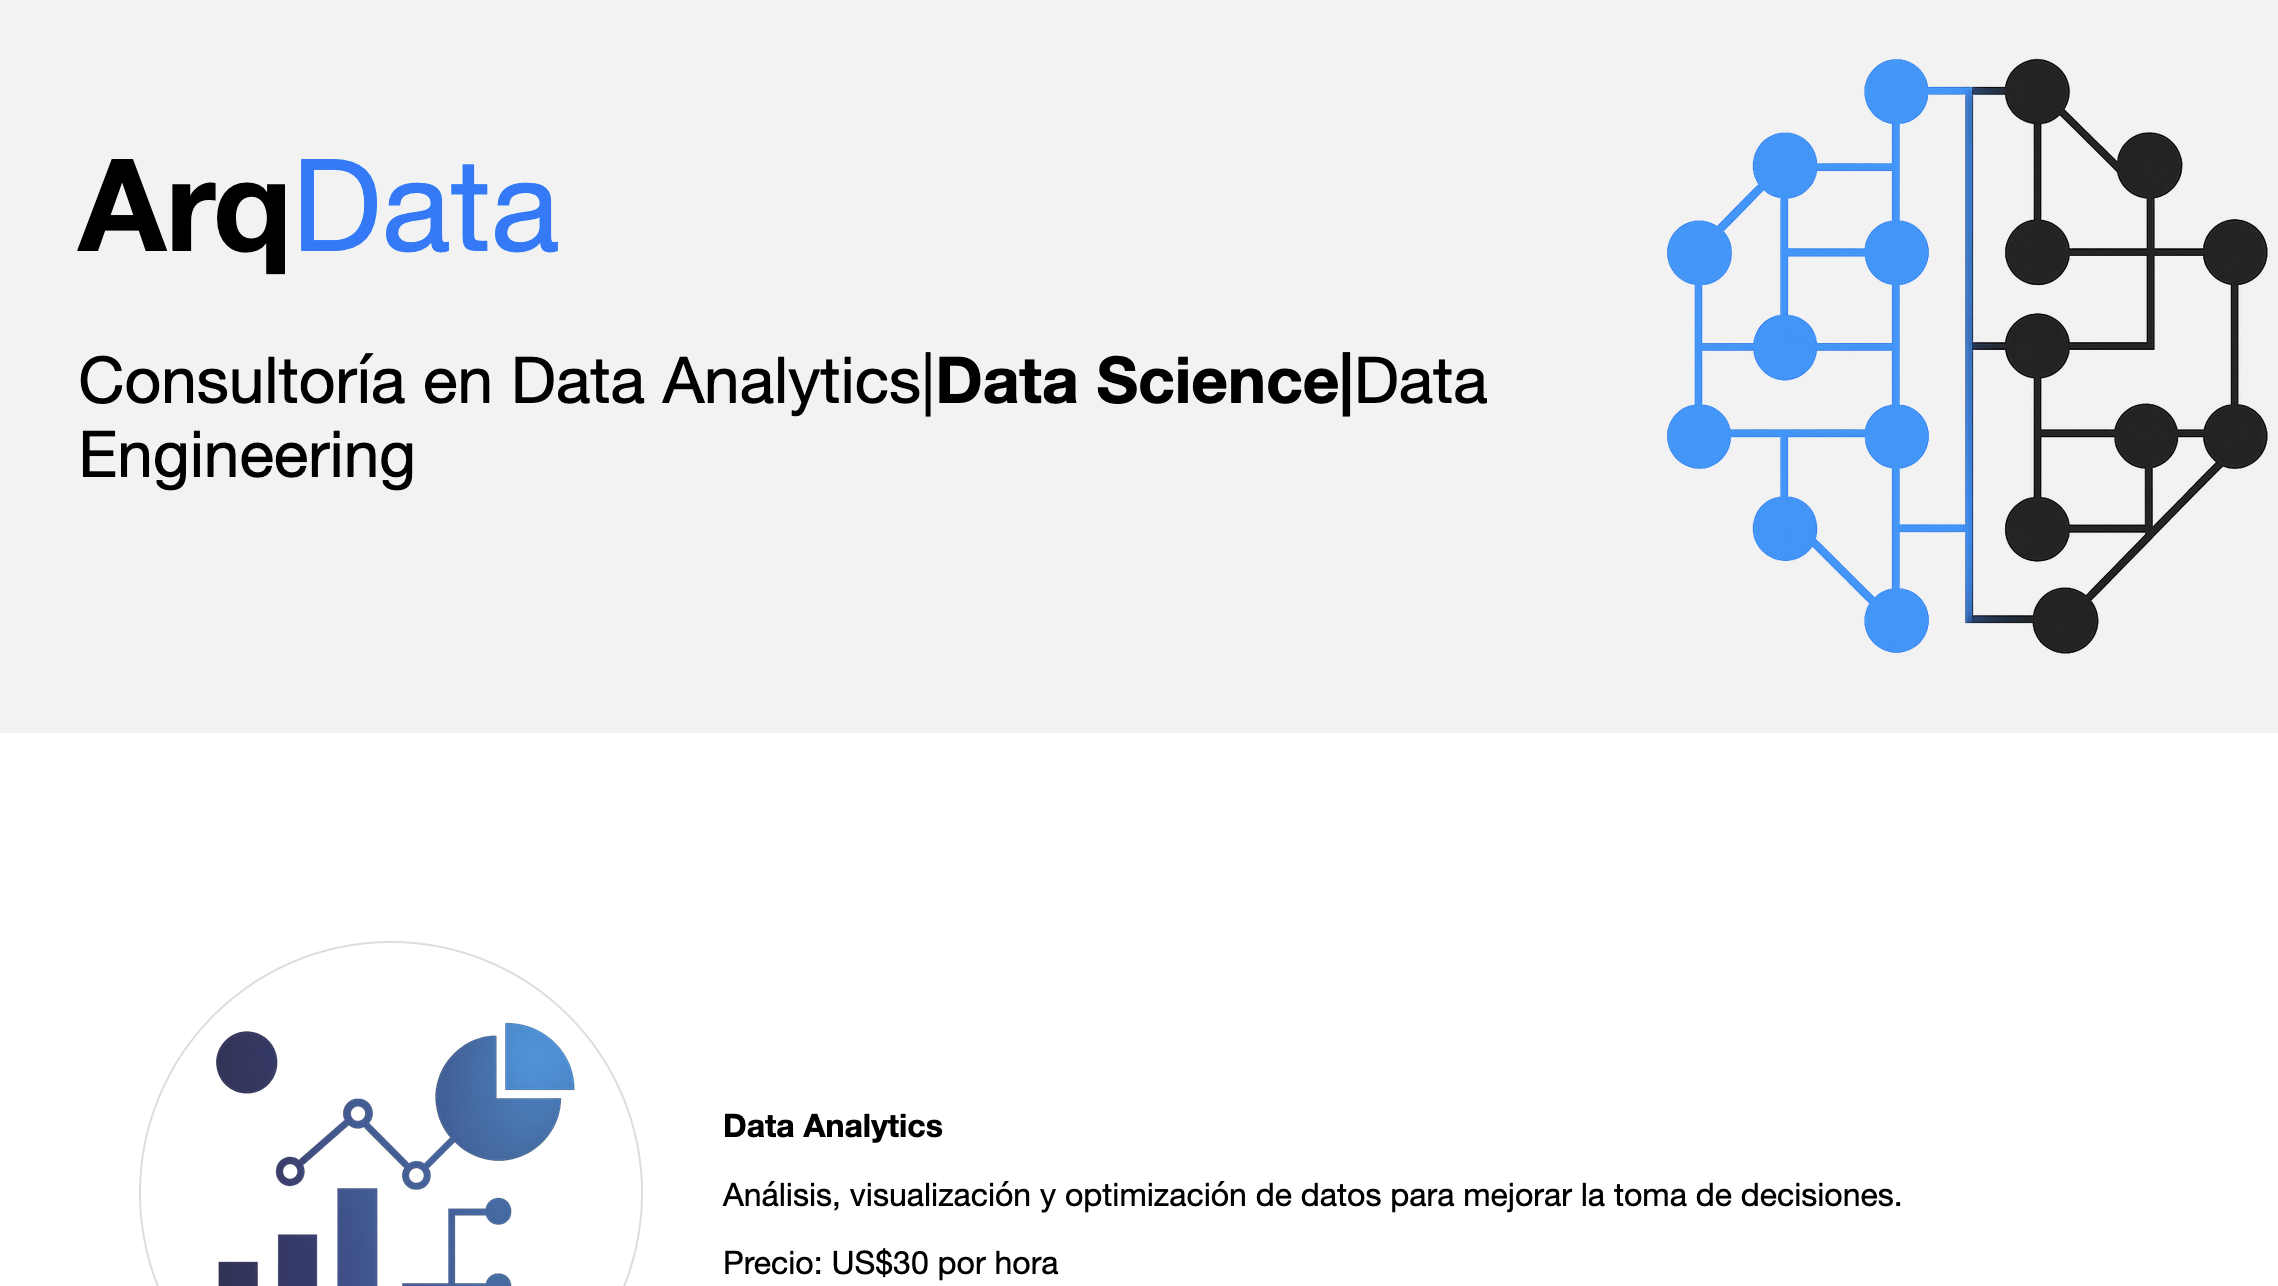 ArqData
Consultoría en Data Analytics|Data Science|Data
Engineering
Data Analytics
Análisis, visualización y optimización de datos para mejorar la toma de decisiones.
Precio: US$30 por hora